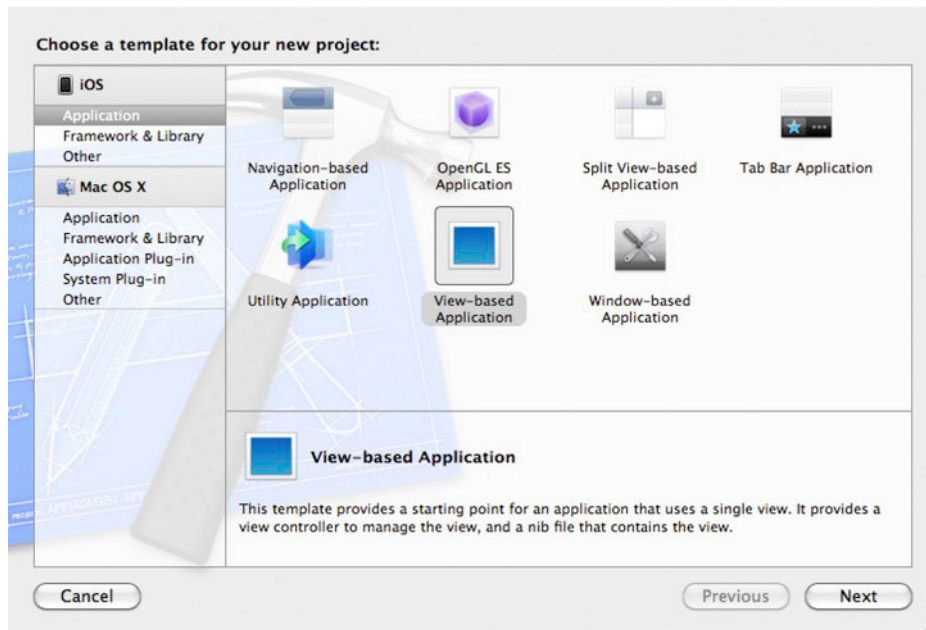 Choose a template for your new project:
iOS
Application
Framework & Library
Other
Mac OS X
Application
Framework & Library
Application Plug-in
System Plug-in
Other
Navigation-based
Application
OpenGL ES
Application
Split View-based
Application
Tab Bar Application
Utility Application
View-based
Application
Window-based
Application
View-based Application
This template provides a starting point for an application that uses a single view. It provides a
view controller to manage the view, and a nib file that contains the view.
Cancel
Previous
Next